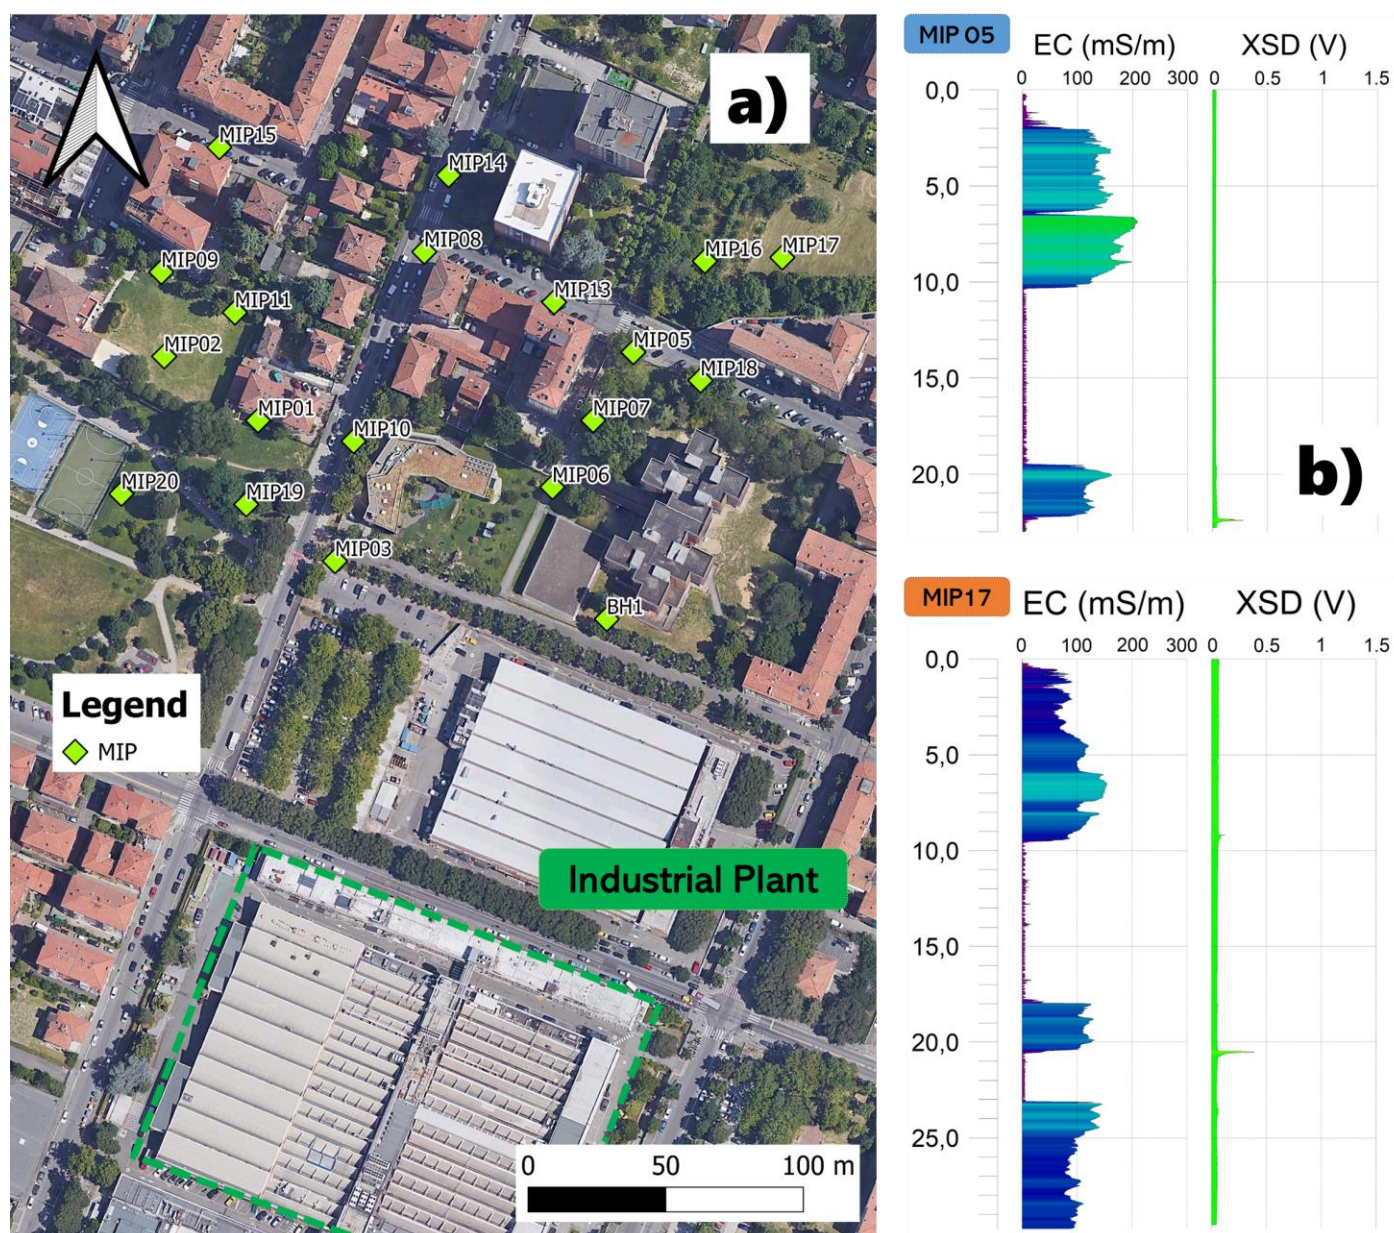 a)
MIP15
MIP14
MIP08
MIP16
MIP17
MIP09
MIP11
MIP13
MIP02
MIP05
MIP18
MIP01
MIP10
MIP07
MIP20
MIP19
MIP06
MIP03
BH1
Legend
MIP
Industrial Plant
0 50 100 m
MIP 05
EC (mS/m) XSD (V)
0 100 200 300 0 0.5 1 1.5
0,0
5,0
10,0
15,0
20,0
b)
MIP17
EC (mS/m) XSD (V)
0 100 200 300 0 0.5 1 1.5
0,0
5,0
10,0
15,0
20,0
25,0